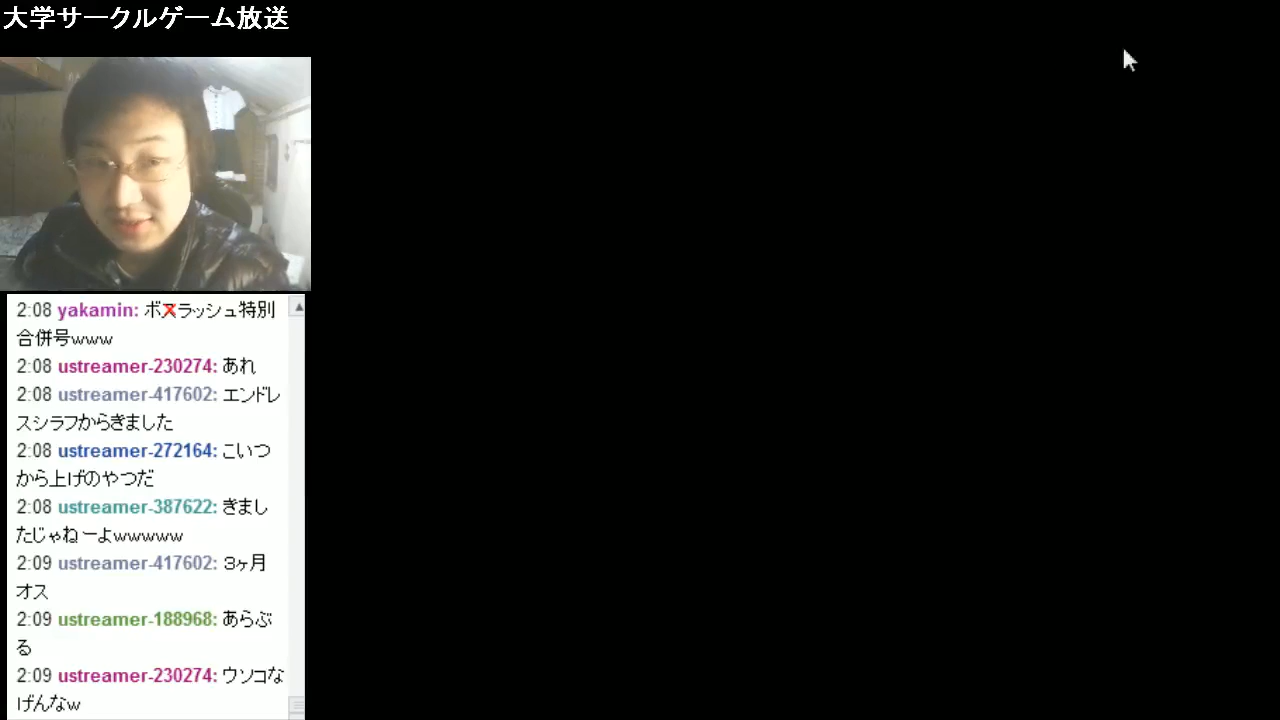 大学サークルゲーム放送
2:08 yakamin: ボヌラッシュ特別
合併号www
2:08 ustreamer-230274: あれ
2:08 ustreamer-417602: エンドレ
スシラフからきました
2:08 ustreamer-272164: こいつ
から上げのやつだ
2:08 ustreamer-387622: きまし
たじゃねーよwwwww
2:09 ustreamer-417602: 3ヶ月
オス
2:09 ustreamer-188968: あらぶ
る
2:09 ustreamer-230274: ウソコな
げんなw